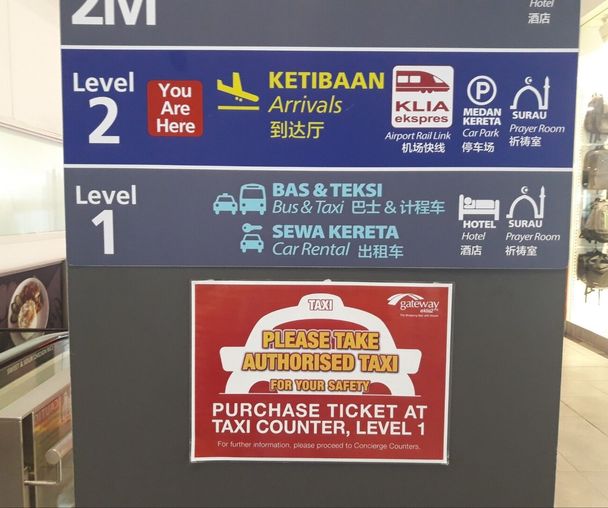 2M
Hotel
酒店
Level
2
You
Are
Here
KETIBAAN
Arrivals
到达厅
KLIA
ekspres
Airport Rail Link
机场快线
P
MEDAN
KERETA
Car Park
停车场
SURAU
Prayer Room
祈祷室
Level
1
BAS & TEKSI
Bus & Taxi 巴士 & 计程车
SEWA KERETA
Car Rental 出租车
HOTEL
Hotel
酒店
SURAU
Prayer Room
祈祷室
TAXI
gateway
@klia2
PLEASE TAKE
AUTHORISED TAXI
FOR YOUR SAFETY
PURCHASE TICKET AT
TAXI COUNTER, LEVEL 1
For further information, please proceed to Concierge Counters.